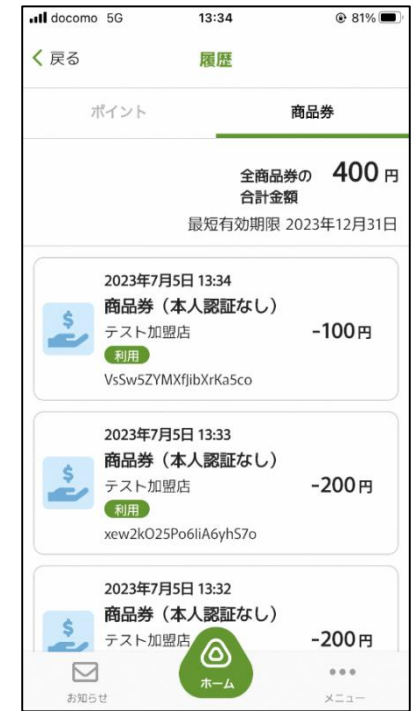 docomo 5G 13:34 81%
戻る 履歴
ポイント 商品券
全商品券の合計金額 400 円
最短有効期限 2023年12月31日
2023年7月5日 13:34
商品券（本人認証なし）
テスト加盟店 -100円
利用
VsSw5ZYMXfJibXrKa5co
2023年7月5日 13:33
商品券（本人認証なし）
テスト加盟店 -200円
利用
xew2kO25Po6liA6yhS7o
2023年7月5日 13:32
商品券（本人認証なし）
テスト加盟店 -200円
お知らせ ホーム メニュー